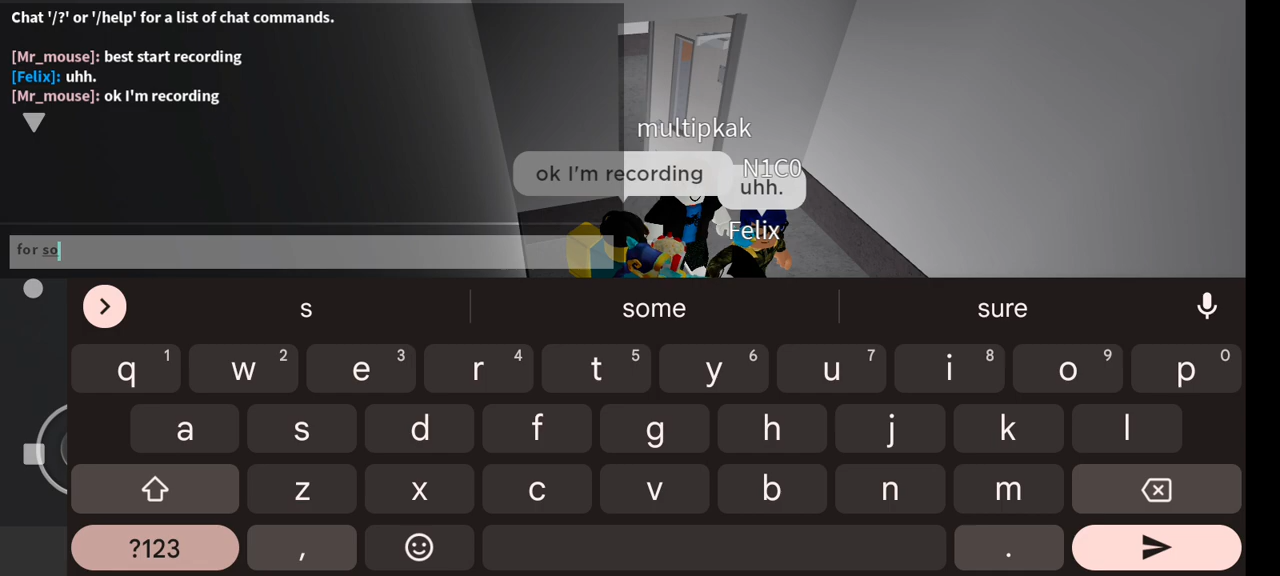 Chat '/?' or '/help' for a list of chat commands.
[Mr_mouse]: best start recording
[Felix]: uhh.
[Mr_mouse]: ok I'm recording
multipkak
ok I'm recording
N1C0
uhh.
Felix
for so
s some sure
q 1 w 2 e 3 r 4 t 5 y 6 u 7 i 8 o 9 p 0
a s d f g h j k l
z x c v b n m
?123 , .